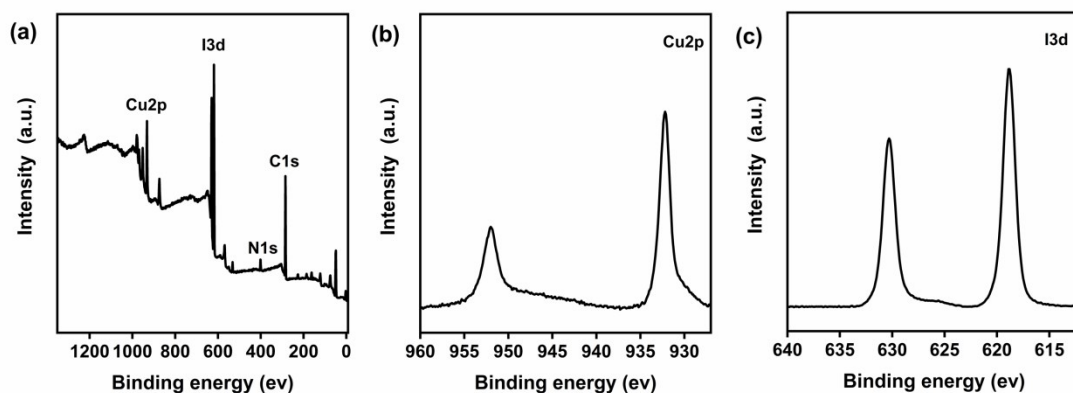 (a)
I3d
Cu2p
C1s
N1s
Intensity (a.u.)
1200 1000 800 600 400 200 0
Binding energy (ev)
(b)
Cu2p
Intensity (a.u.)
960 955 950 945 940 935 930
Binding energy (ev)
(c)
I3d
Intensity (a.u.)
640 635 630 625 620 615
Binding energy (ev)